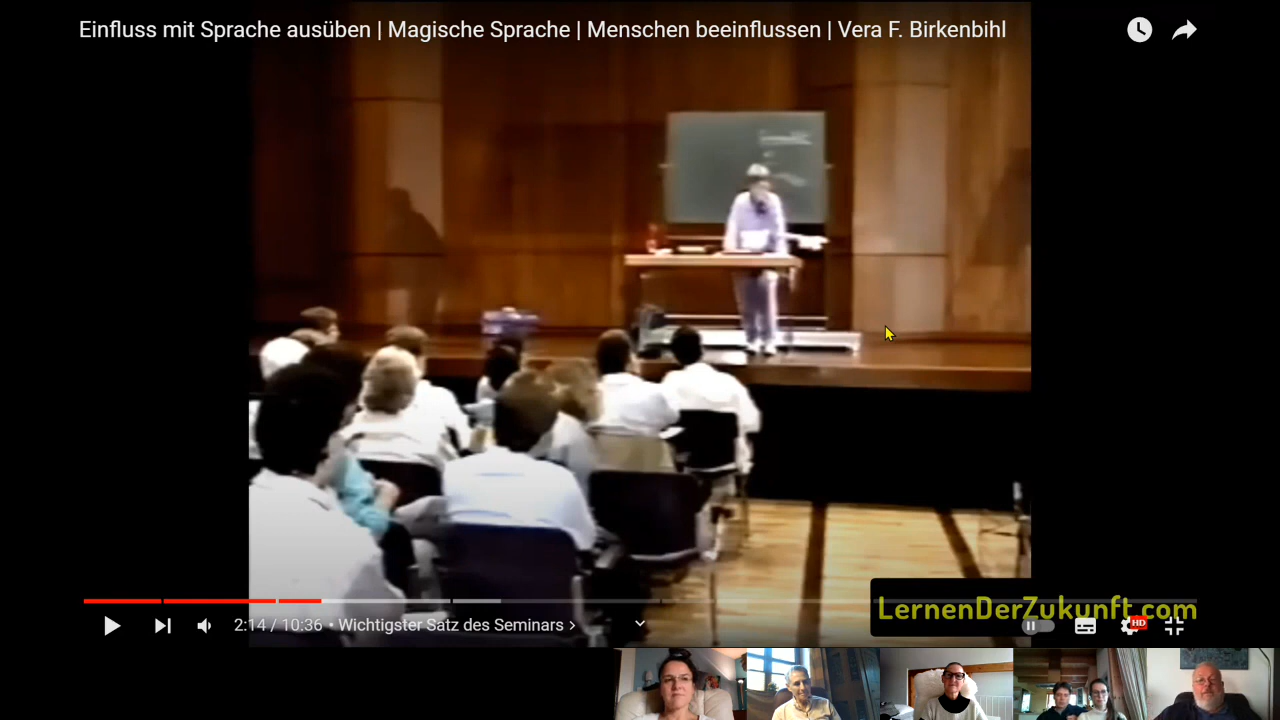 Einfluss mit Sprache ausüben | Magische Sprache | Menschen beeinflussen | Vera F. Birkenbihl
LernenDerZukunft.com
2:14 / 10:36 • Wichtigster Satz des Seminars
HD